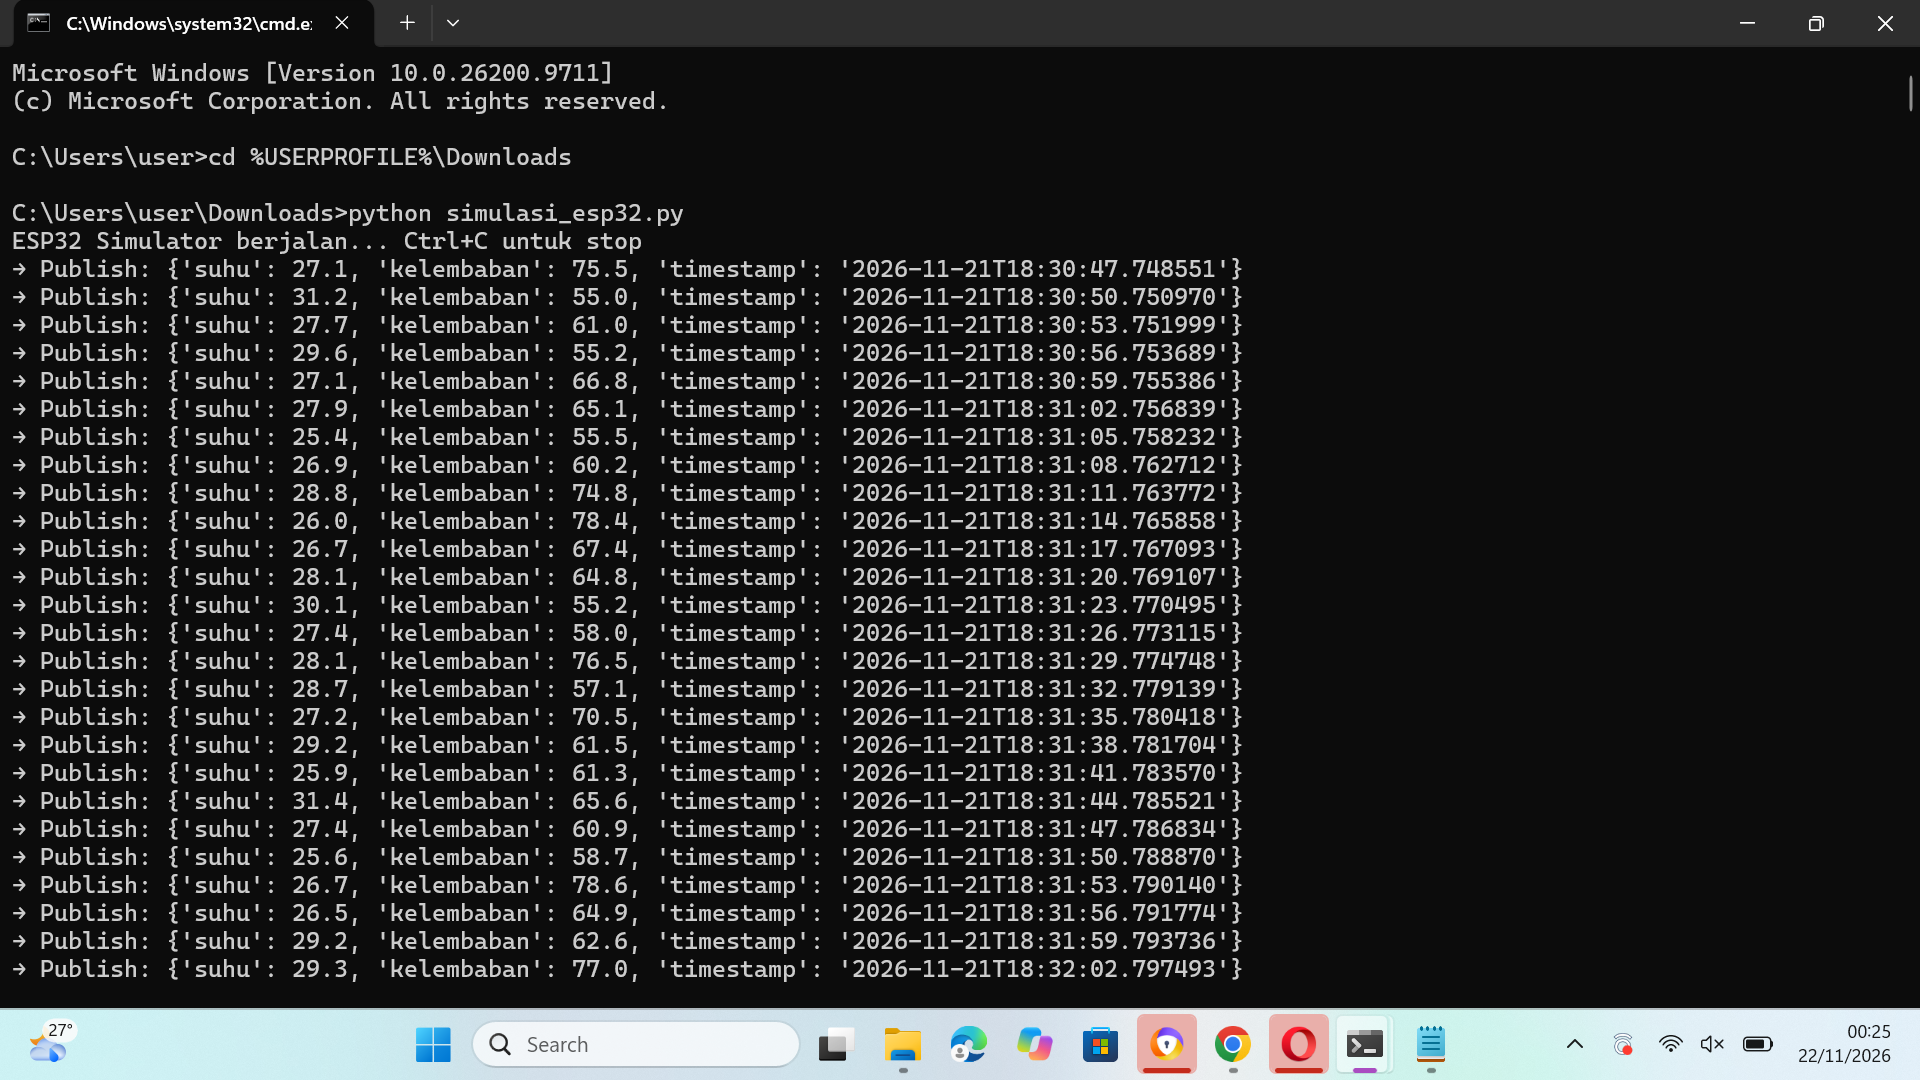 C:\Windows\system32\cmd.e
Microsoft Windows [Version 10.0.26200.9711]
(c) Microsoft Corporation. All rights reserved.
C:\Users\user>cd %USERPROFILE%\Downloads
C:\Users\user\Downloads>python simulasi_esp32.py
ESP32 Simulator berjalan... Ctrl+C untuk stop
→ Publish: {'suhu': 27.1, 'kelembaban': 75.5, 'timestamp': '2026-11-21T18:30:47.748551'}
→ Publish: {'suhu': 31.2, 'kelembaban': 55.0, 'timestamp': '2026-11-21T18:30:50.750970'}
→ Publish: {'suhu': 27.7, 'kelembaban': 61.0, 'timestamp': '2026-11-21T18:30:53.751999'}
→ Publish: {'suhu': 29.6, 'kelembaban': 55.2, 'timestamp': '2026-11-21T18:30:56.753689'}
→ Publish: {'suhu': 27.1, 'kelembaban': 66.8, 'timestamp': '2026-11-21T18:30:59.755386'}
→ Publish: {'suhu': 27.9, 'kelembaban': 65.1, 'timestamp': '2026-11-21T18:31:02.756839'}
→ Publish: {'suhu': 25.4, 'kelembaban': 55.5, 'timestamp': '2026-11-21T18:31:05.758232'}
→ Publish: {'suhu': 26.9, 'kelembaban': 60.2, 'timestamp': '2026-11-21T18:31:08.762712'}
→ Publish: {'suhu': 28.8, 'kelembaban': 74.8, 'timestamp': '2026-11-21T18:31:11.763772'}
→ Publish: {'suhu': 26.0, 'kelembaban': 78.4, 'timestamp': '2026-11-21T18:31:14.765858'}
→ Publish: {'suhu': 26.7, 'kelembaban': 67.4, 'timestamp': '2026-11-21T18:31:17.767093'}
→ Publish: {'suhu': 28.1, 'kelembaban': 64.8, 'timestamp': '2026-11-21T18:31:20.769107'}
→ Publish: {'suhu': 30.1, 'kelembaban': 55.2, 'timestamp': '2026-11-21T18:31:23.770495'}
→ Publish: {'suhu': 27.4, 'kelembaban': 58.0, 'timestamp': '2026-11-21T18:31:26.773115'}
→ Publish: {'suhu': 28.1, 'kelembaban': 76.5, 'timestamp': '2026-11-21T18:31:29.774748'}
→ Publish: {'suhu': 28.7, 'kelembaban': 57.1, 'timestamp': '2026-11-21T18:31:32.779139'}
→ Publish: {'suhu': 27.2, 'kelembaban': 70.5, 'timestamp': '2026-11-21T18:31:35.780418'}
→ Publish: {'suhu': 29.2, 'kelembaban': 61.5, 'timestamp': '2026-11-21T18:31:38.781704'}
→ Publish: {'suhu': 25.9, 'kelembaban': 61.3, 'timestamp': '2026-11-21T18:31:41.783570'}
→ Publish: {'suhu': 31.4, 'kelembaban': 65.6, 'timestamp': '2026-11-21T18:31:44.785521'}
→ Publish: {'suhu': 27.4, 'kelembaban': 60.9, 'timestamp': '2026-11-21T18:31:47.786834'}
→ Publish: {'suhu': 25.6, 'kelembaban': 58.7, 'timestamp': '2026-11-21T18:31:50.788870'}
→ Publish: {'suhu': 26.7, 'kelembaban': 78.6, 'timestamp': '2026-11-21T18:31:53.790140'}
→ Publish: {'suhu': 26.5, 'kelembaban': 64.9, 'timestamp': '2026-11-21T18:31:56.791774'}
→ Publish: {'suhu': 29.2, 'kelembaban': 62.6, 'timestamp': '2026-11-21T18:31:59.793736'}
→ Publish: {'suhu': 29.3, 'kelembaban': 77.0, 'timestamp': '2026-11-21T18:32:02.797493'}
27°
Search
00:25
22/11/2026